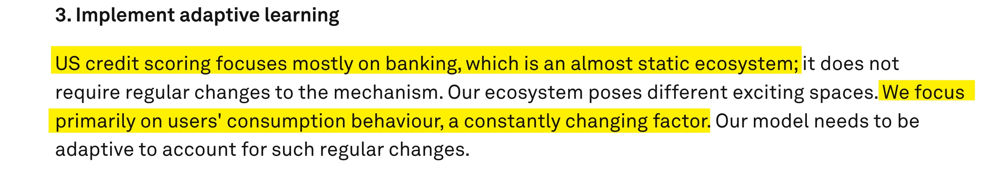 3. Implement adaptive learning
US credit scoring focuses mostly on banking, which is an almost static ecosystem; it does not
require regular changes to the mechanism. Our ecosystem poses different exciting spaces. We focus
primarily on users' consumption behaviour, a constantly changing factor. Our model needs to be
adaptive to account for such regular changes.